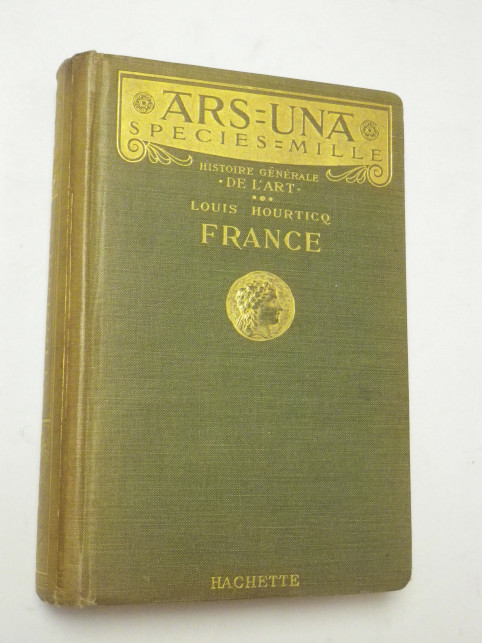 ARS=UNA
SPECIES=MILLE
HISTOIRE GÉNÉRALE
·DE L'ART·
LOUIS HOURTICQ
FRANCE
HACHETTE